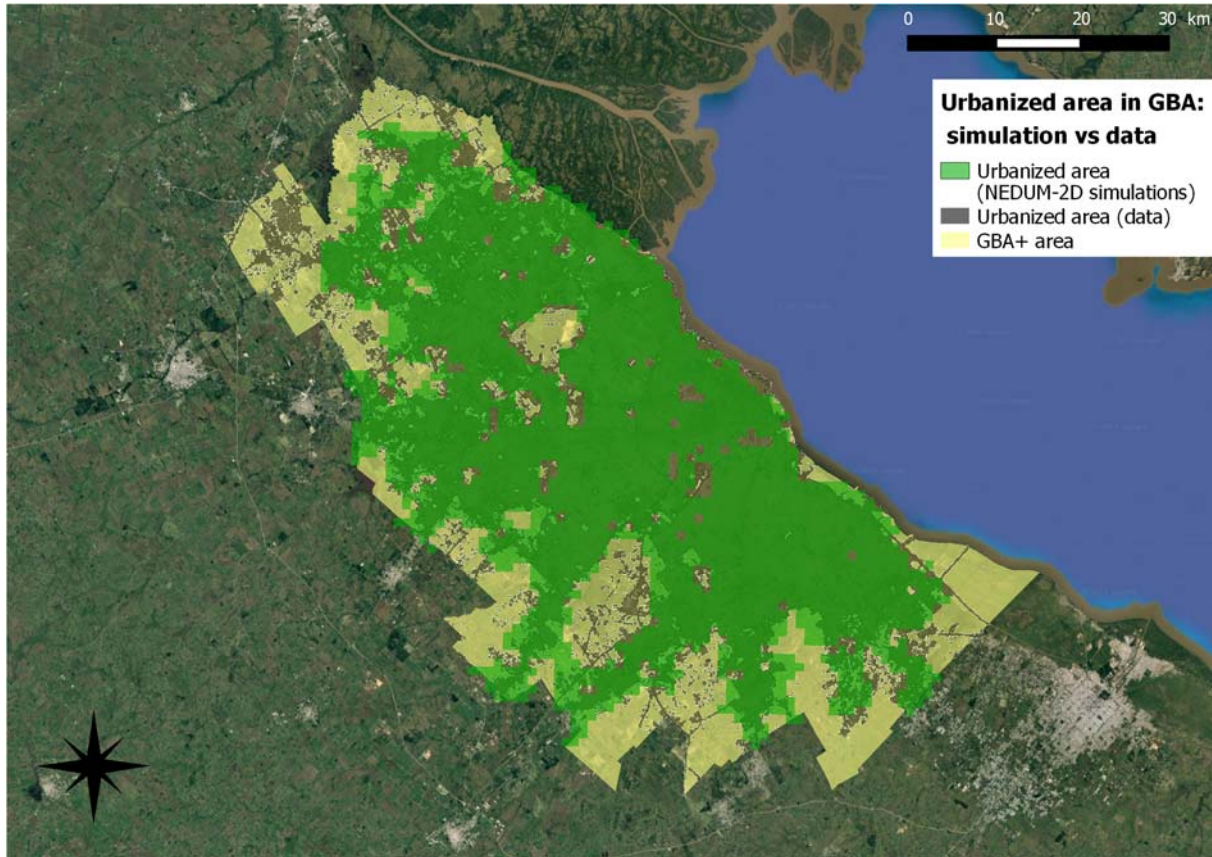 0 10 20 30 km
Urbanized area in GBA:
simulation vs data
Urbanized area
(NEDUM-2D simulations)
Urbanized area (data)
GBA+ area